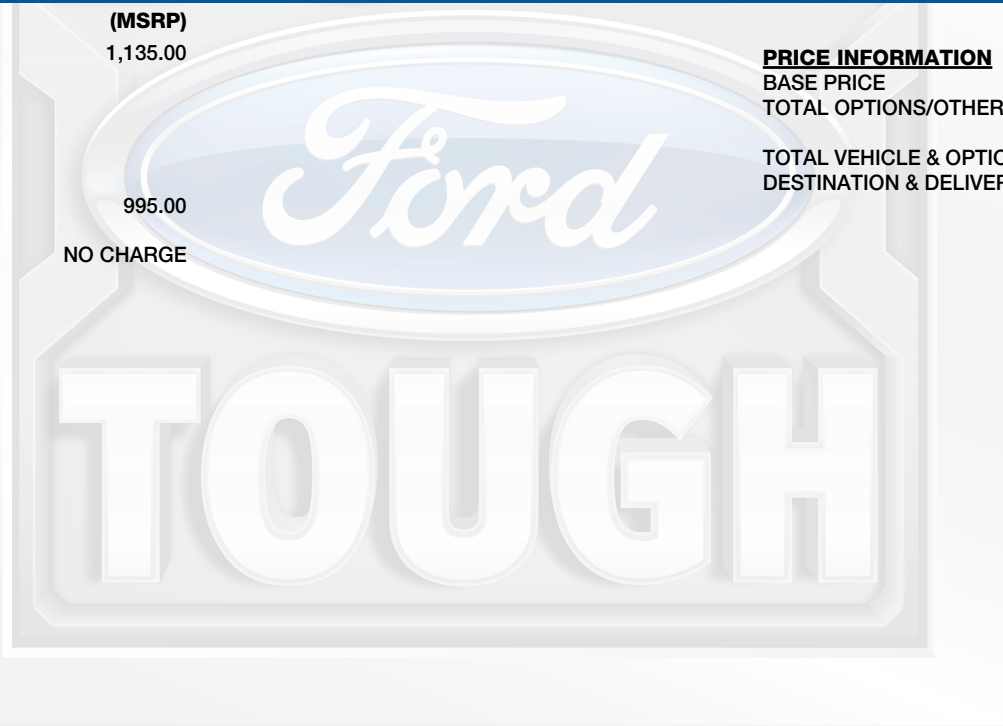 (MSRP)
1,135.00
995.00
NO CHARGE
PRICE INFORMATION
BASE PRICE
TOTAL OPTIONS/OTHER
TOTAL VEHICLE & OPTIO
DESTINATION & DELIVER
Ford
TOUGH